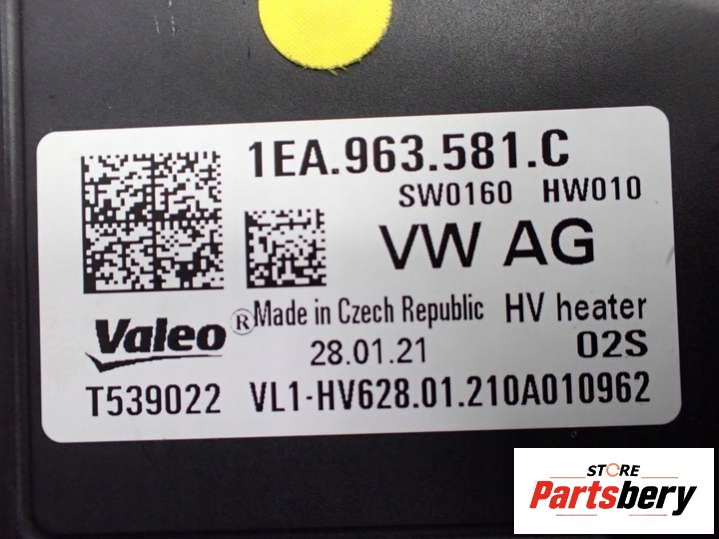 1EA.963.581.C
SW0160 HW010
VW AG
Valeo ® Made in Czech Republic HV heater
28.01.21 02S
T539022 VL1-HV628.01.210A010962
STORE
Partsbery